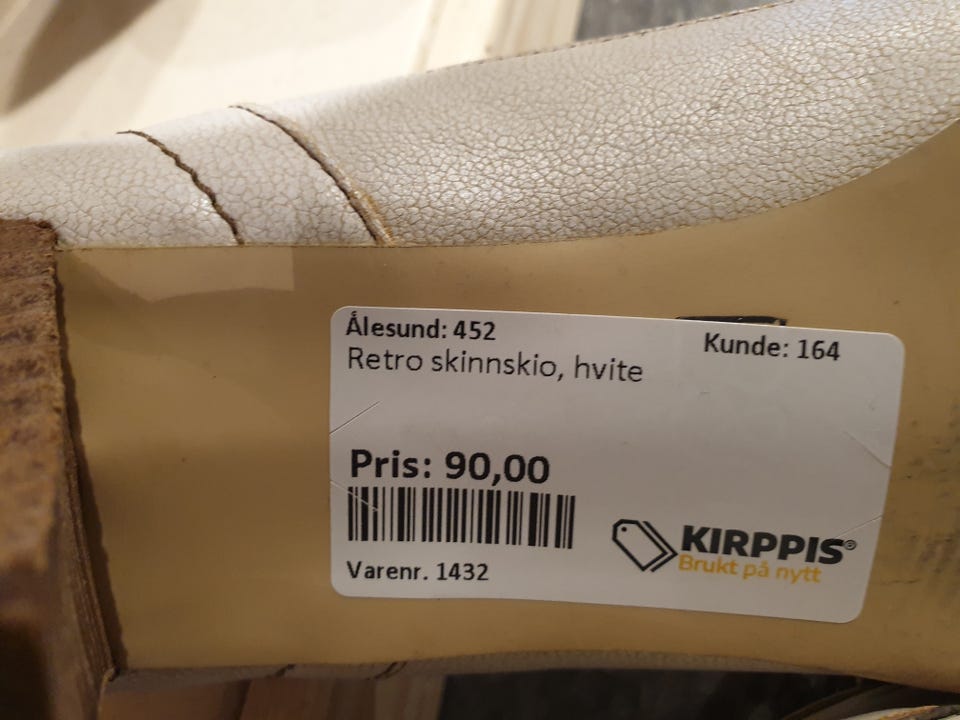 Ålesund: 452
Kunde: 164
Retro skinnskio, hvite
Pris: 90,00
KIRPPIS®
Brukt på nytt
Varenr. 1432